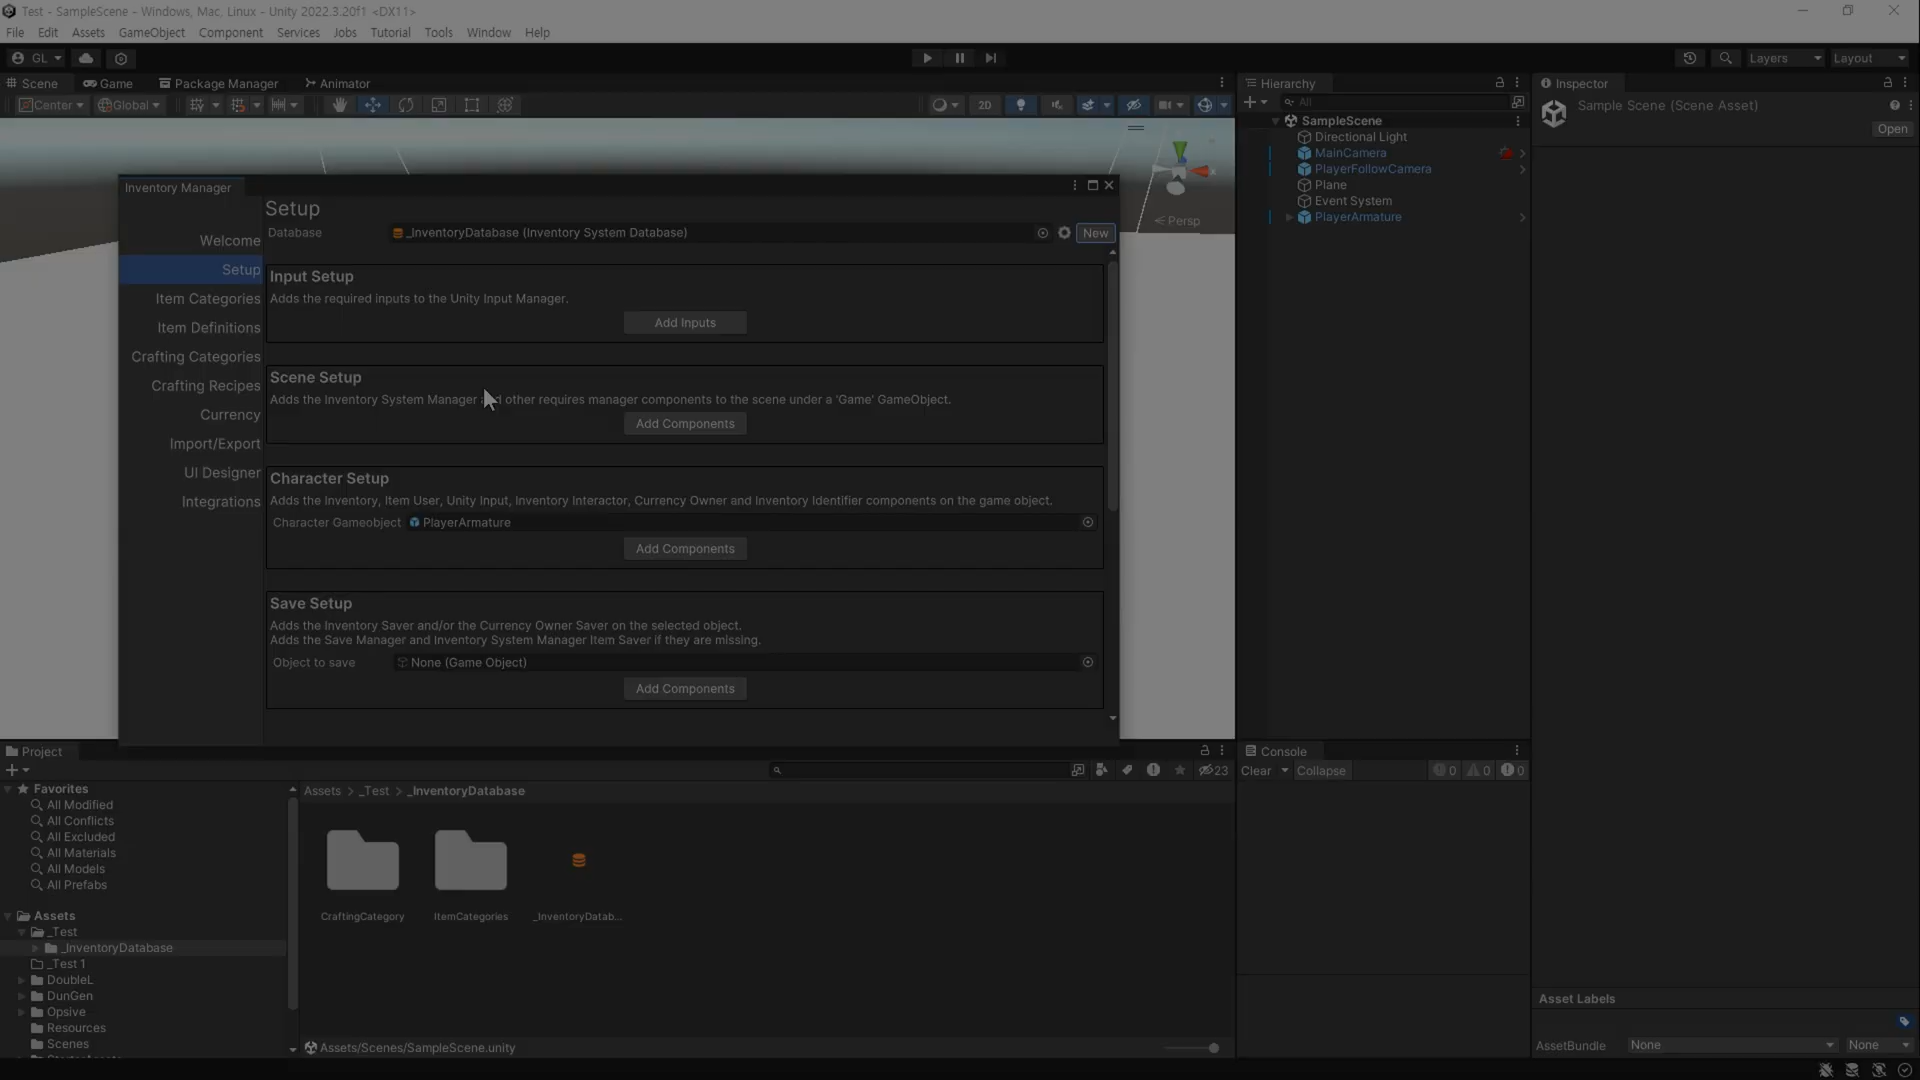 Test - SampleScene - Windows, Mac, Linux - Unity 2022.3.20f1 <DX11>
File Edit Assets GameObject Component Services Jobs Tutorial Tools Window Help
GL
Layers Layout
Scene Game Package Manager Animator
Center Global
2D
Persp
Inventory Manager
Welcome
Setup
Item Categories
Item Definitions
Crafting Categories
Crafting Recipes
Currency
Import/Export
UI Designer
Integrations
Setup
Database _InventoryDatabase (Inventory System Database) New
Input Setup
Adds the required inputs to the Unity Input Manager.
Add Inputs
Scene Setup
Adds the Inventory System Manager and other requires manager components to the scene under a 'Game' GameObject.
Add Components
Character Setup
Adds the Inventory, Item User, Unity Input, Inventory Interactor, Currency Owner and Inventory Identifier components on the game object.
Character Gameobject PlayerArmature
Add Components
Save Setup
Adds the Inventory Saver and/or the Currency Owner Saver on the selected object.
Adds the Save Manager and Inventory System Manager Item Saver if they are missing.
Object to save None (Game Object)
Add Components
Hierarchy
All
SampleScene
Directional Light
MainCamera
PlayerFollowCamera
Plane
Event System
PlayerArmature
Inspector
Sample Scene (Scene Asset)
Open
Project
23
Favorites
All Modified
All Conflicts
All Excluded
All Materials
All Models
All Prefabs
Assets
_Test
_InventoryDatabase
_Test 1
DoubleL
DunGen
Opsive
Resources
Scenes
Assets > _Test > _InventoryDatabase
CraftingCategory ItemCategories _InventoryDatab...
Assets/Scenes/SampleScene.unity
Console
Clear Collapse 0 0 0
Asset Labels
AssetBundle None None